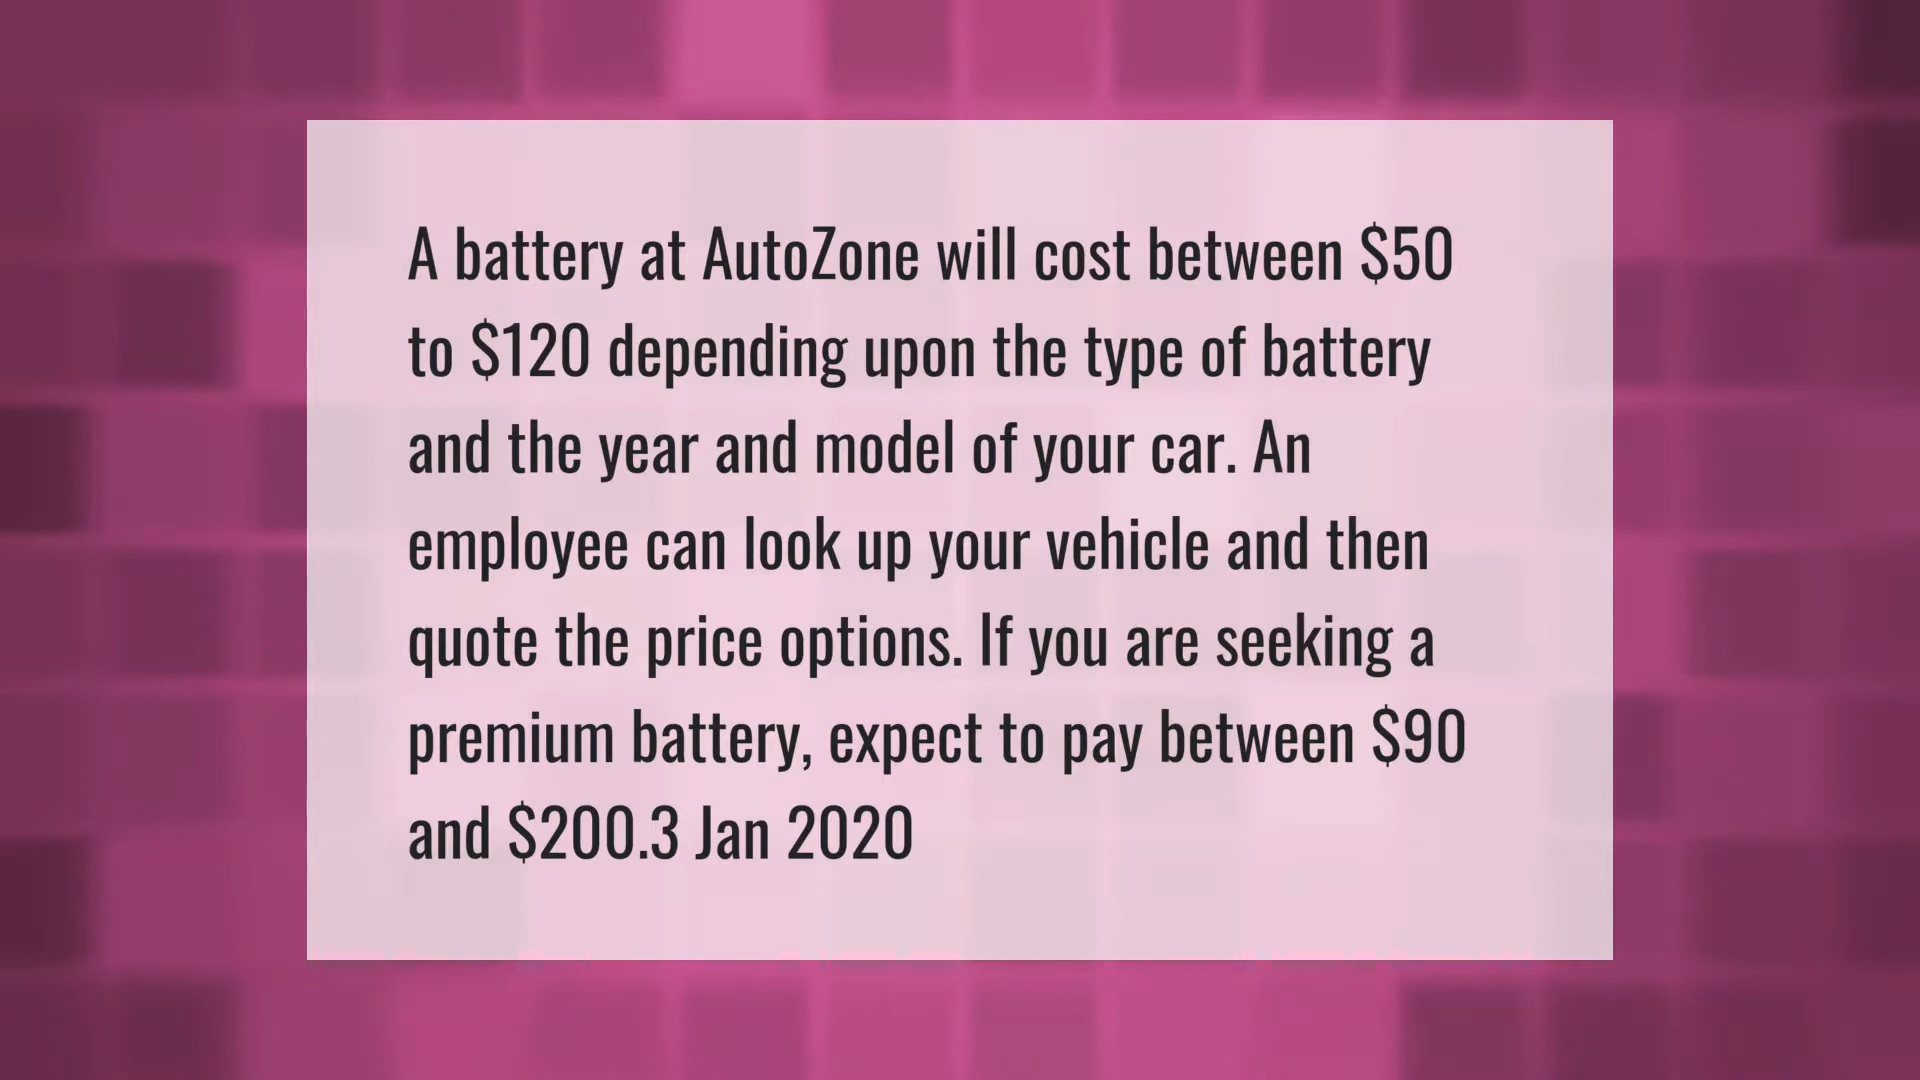 A battery at AutoZone will cost between $50
to $120 depending upon the type of battery
and the year and model of your car. An
employee can look up your vehicle and then
quote the price options. If you are seeking a
premium battery, expect to pay between $90
and $200.3 Jan 2020